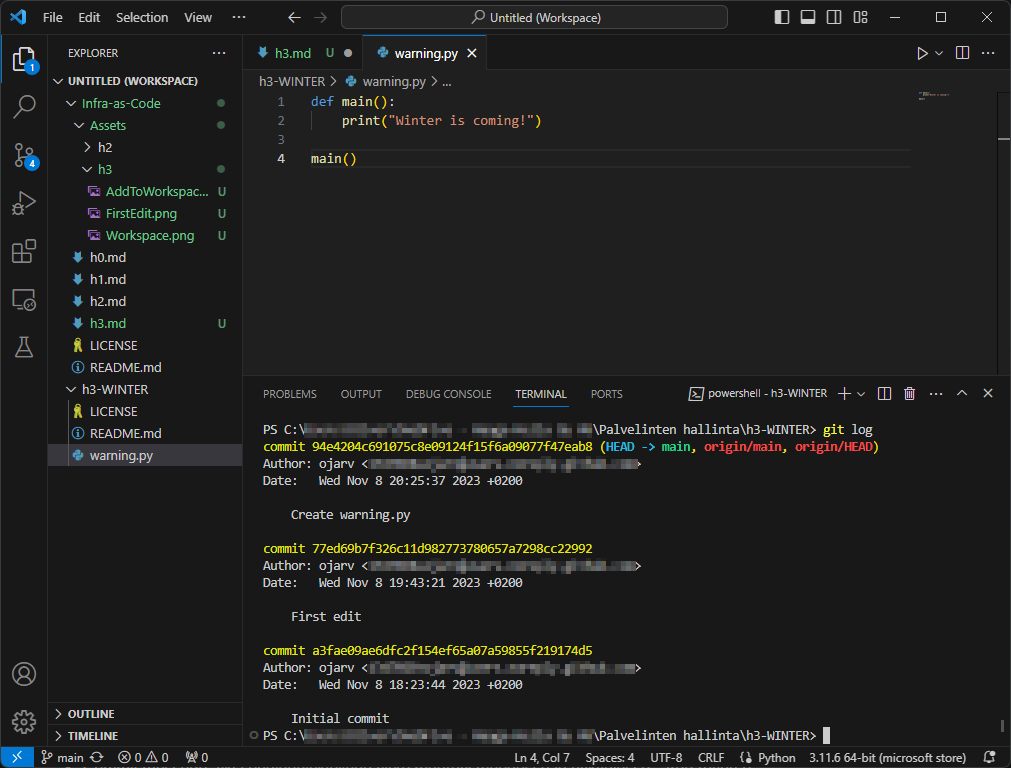 File Edit Selection View ··· Untitled (Workspace)
EXPLORER ···
1
4
UNTITLED (WORKSPACE)
Infra-as-Code
Assets
h2
h3
AddToWorkspac... U
FirstEdit.png U
Workspace.png U
h0.md
h1.md
h2.md
h3.md U
LICENSE
README.md
h3-WINTER
LICENSE
README.md
warning.py
OUTLINE
TIMELINE
h3.md U
warning.py
h3-WINTER > warning.py > ...
1 def main():
2 print("Winter is coming!")
3
4 main()
PROBLEMS OUTPUT DEBUG CONSOLE TERMINAL PORTS powershell - h3-WINTER
PS C:\ \Palvelinten hallinta\h3-WINTER> git log
commit 94e4204c691075c8e09124f15f6a09077f47eab8 (HEAD -> main, origin/main, origin/HEAD)
Author: ojarv < >
Date: Wed Nov 8 20:25:37 2023 +0200
Create warning.py
commit 77ed69b7f326c11d982773780657a7298cc22992
Author: ojarv < >
Date: Wed Nov 8 19:43:21 2023 +0200
First edit
commit a3fae09ae6dfc2f154ef65a07a59855f219174d5
Author: ojarv < >
Date: Wed Nov 8 18:23:44 2023 +0200
Initial commit
PS C:\ \Palvelinten hallinta\h3-WINTER>
main 0 0 0 Ln 4, Col 7 Spaces: 4 UTF-8 CRLF Python 3.11.6 64-bit (microsoft store)